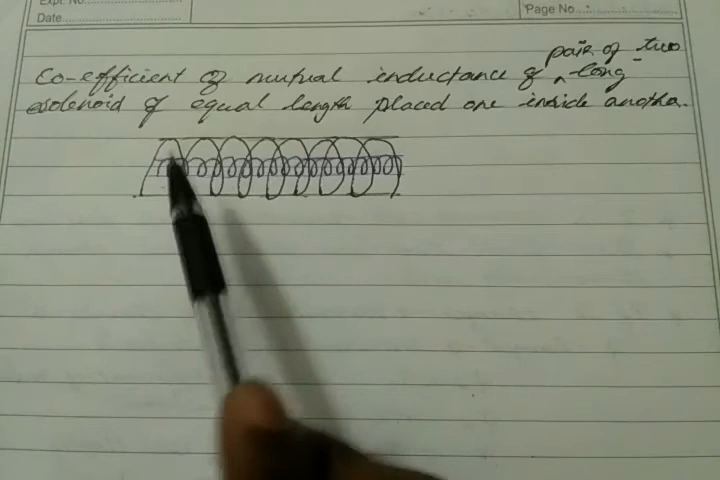 Expt. No.
Date
Page No.
Co-efficient of mutual inductance of pair of two long
solenoid of equal length placed one inside another.